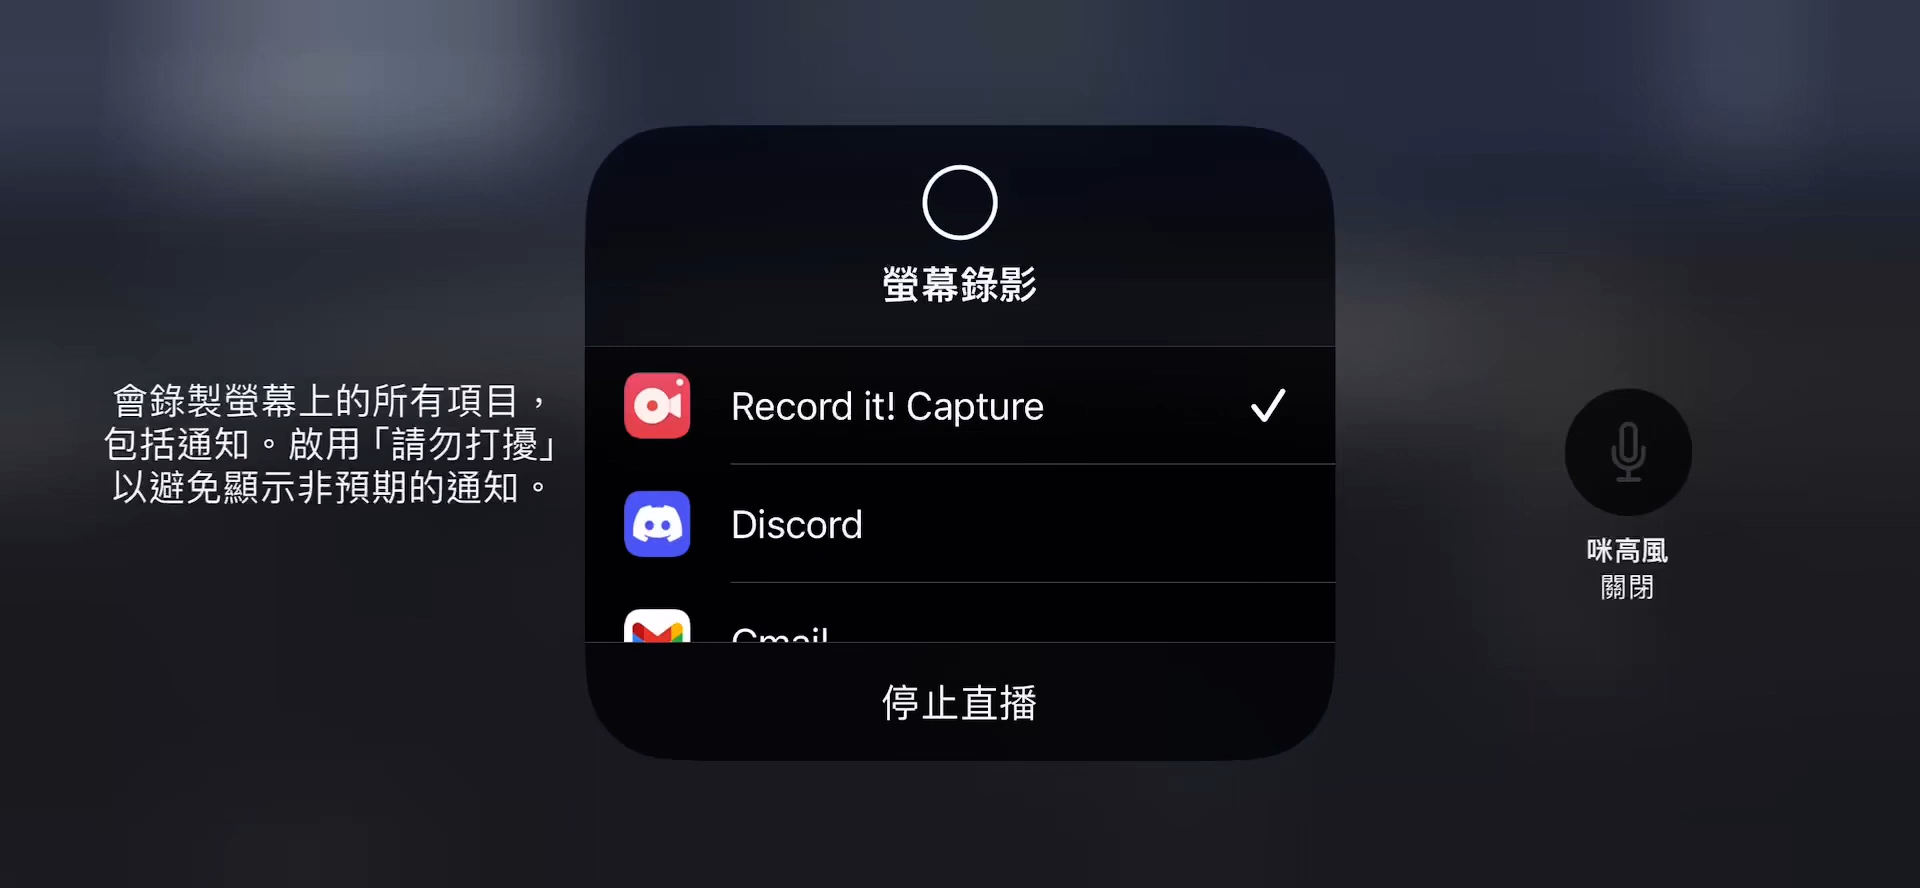 螢幕錄影
會錄製螢幕上的所有項目，
包括通知。啟用「請勿打擾」
以避免顯示非預期的通知。
Record it! Capture
Discord
Gmail
停止直播
咪高風
關閉